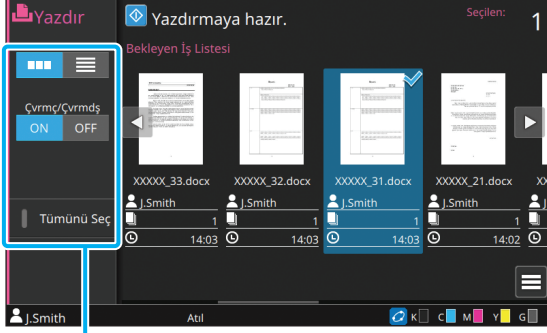 Yazdır
Yazdırmaya hazır.
Seçilen: 1
Bekleyen İş Listesi
Çvrmç/Çvrmdş
ON OFF
Tümünü Seç
XXXXX_33.docx XXXXX_32.docx XXXXX_31.docx XXXXX_21.docx XX
J.Smith J.Smith J.Smith J.Smith
1 1 1 1
14:03 14:03 14:03 14:02
J.Smith Atıl K C M Y G